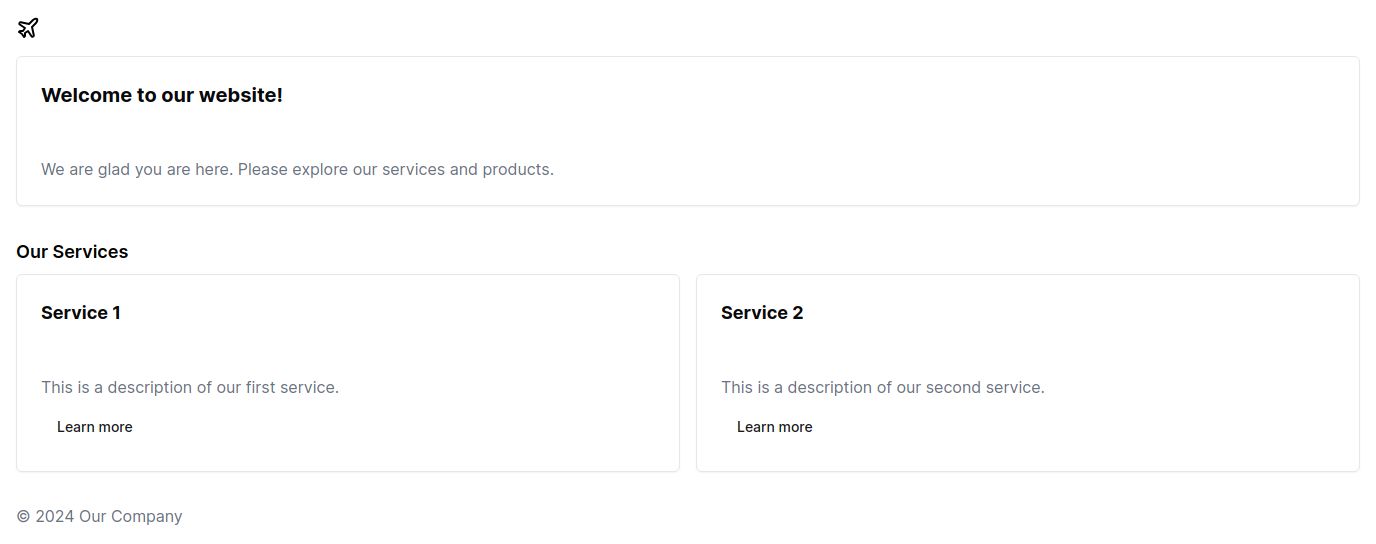 Welcome to our website!
We are glad you are here. Please explore our services and products.
Our Services
Service 1
This is a description of our first service.
Learn more
Service 2
This is a description of our second service.
Learn more
© 2024 Our Company